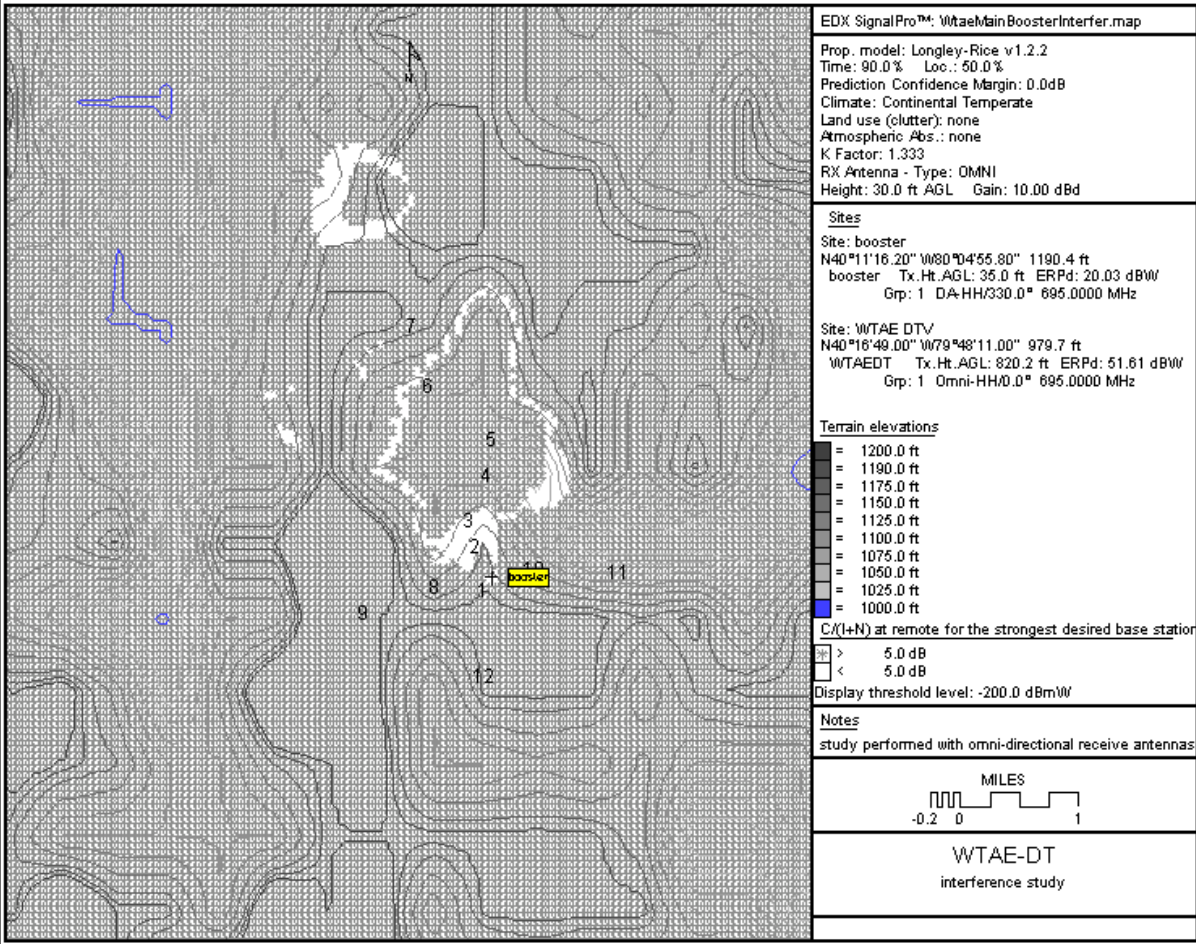 EDX SignalPro™: WtaeMainBoosterInterfer.map
Prop. model: Longley-Rice v1.2.2
Time: 90.0% Loc.: 50.0%
Prediction Confidence Margin: 0.0dB
Climate: Continental Temperate
Land use (clutter): none
Atmospheric Abs.: none
K Factor: 1.333
RX Antenna - Type: OMNI
Height: 30.0 ft AGL Gain: 10.00 dBd
Sites
Site: booster
N40°11'16.20" W80°04'55.80" 1190.4 ft
booster Tx.Ht.AGL: 35.0 ft ERPd: 20.03 dBW
Grp: 1 DA-HH/330.0° 695.0000 MHz
Site: WTAE DTV
N40°16'49.00" W79°48'11.00" 979.7 ft
WTAEDT Tx.Ht.AGL: 820.2 ft ERPd: 51.61 dBW
Grp: 1 Omni-HH/0.0° 695.0000 MHz
Terrain elevations
= 1200.0 ft
= 1190.0 ft
= 1175.0 ft
= 1150.0 ft
= 1125.0 ft
= 1100.0 ft
= 1075.0 ft
= 1050.0 ft
= 1025.0 ft
= 1000.0 ft
C/(I+N) at remote for the strongest desired base station
> 5.0 dB
< 5.0 dB
Display threshold level: -200.0 dBmW
Notes
study performed with omni-directional receive antennas
MILES
-0.2 0 1
WTAE-DT
interference study
N
7
6
5
4
3
2
10
11
booster
8
1
9
12